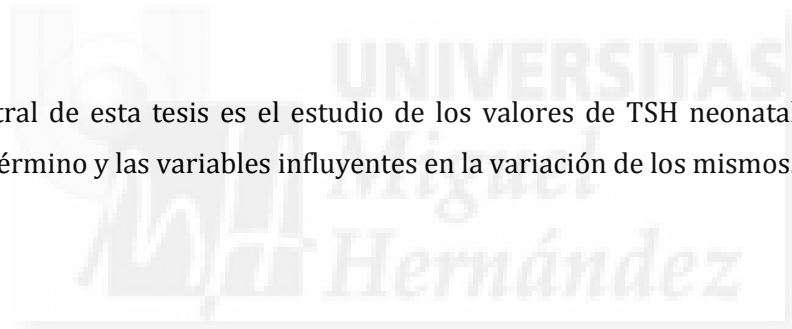 UNIVERSITAS
tral de esta tesis es el estudio de los valores de TSH neonatal
érmino y las variables influyentes en la variación de los mismos.
Miguel
Hernández